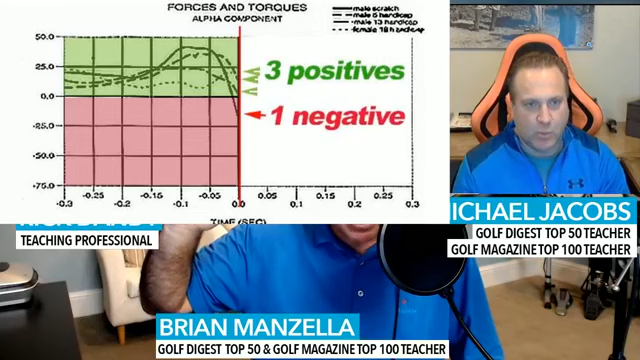 FORCES AND TORQUES
ALPHA COMPONENT
male scratch
male 5 handicap
male 13 handicap
female 18 handicap
50.0
25.0
0.0
-25.0
-50.0
-75.0
3 positives
1 negative
-0.3
-0.25
-0.2
-0.15
-0.1
-0.05
0
0.05
0.1
0.15
0.2
0.25
0.3
TIME (SEC)
TEACHING PROFESSIONAL
ICHAEL JACOBS
GOLF DIGEST TOP 50 TEACHER
GOLF MAGAZINE TOP 100 TEACHER
BRIAN MANZELLA
GOLF DIGEST TOP 50 & GOLF MAGAZINE TOP 100 TEACHER